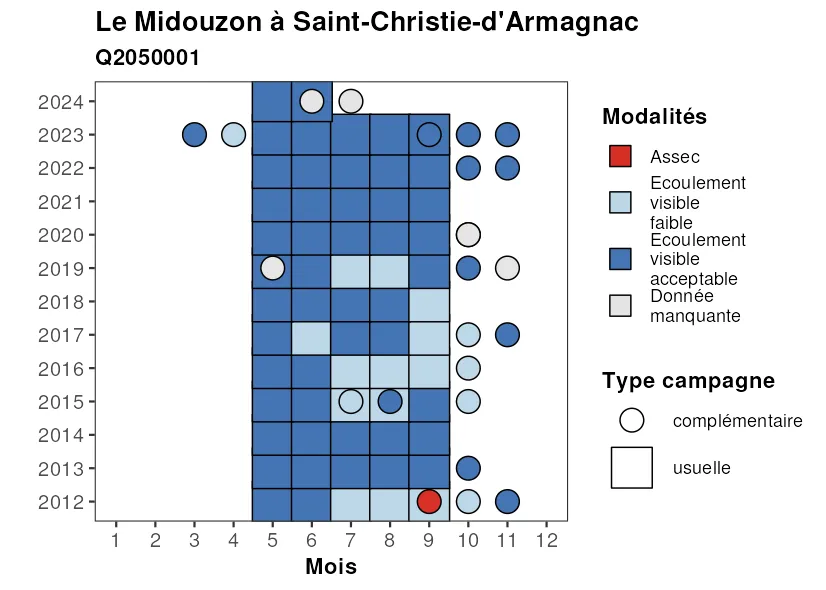 Le Midouzon à Saint-Christie-d'Armagnac
Q2050001
2024
2023
2022
2021
2020
2019
2018
2017
2016
2015
2014
2013
2012
1 2 3 4 5 6 7 8 9 10 11 12
Mois
Modalités
Assec
Ecoulement
visible
faible
Ecoulement
visible
acceptable
Donnée
manquante
Type campagne
complémentaire
usuelle